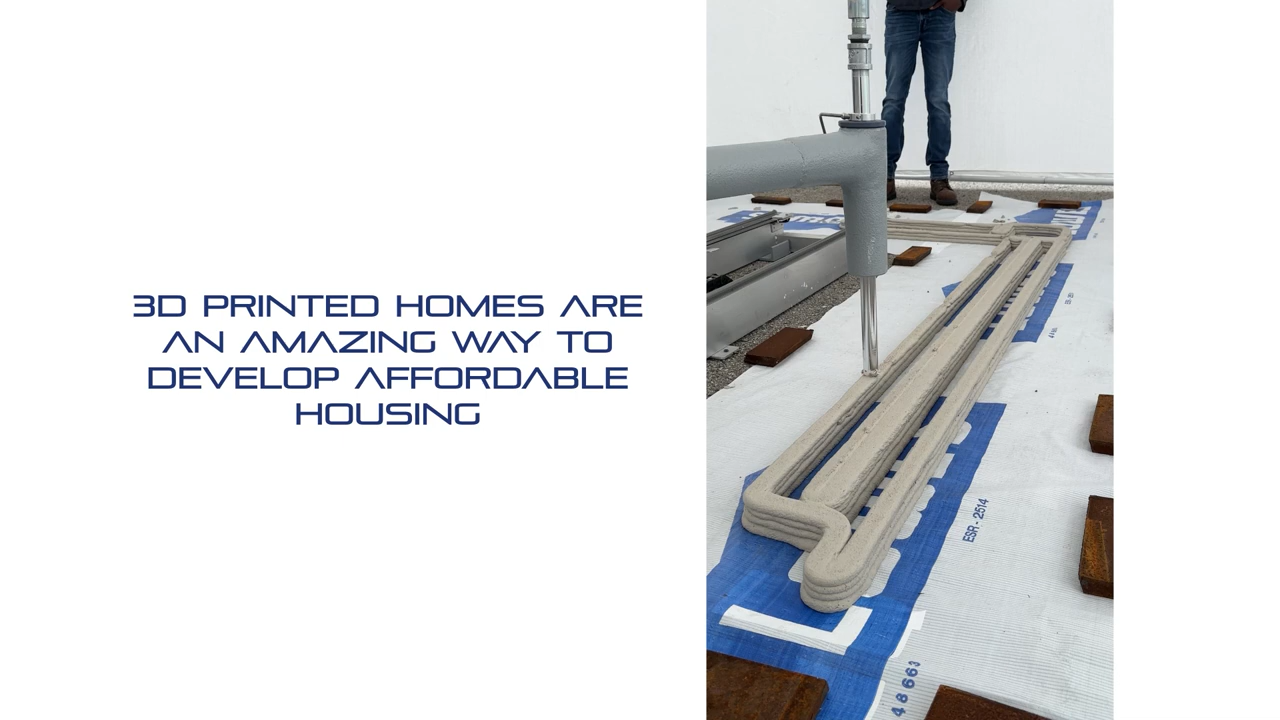 3D PRINTED HOMES ARE
AN AMAZING WAY TO
DEVELOP AFFORDABLE
HOUSING
ESR - 2514
48663